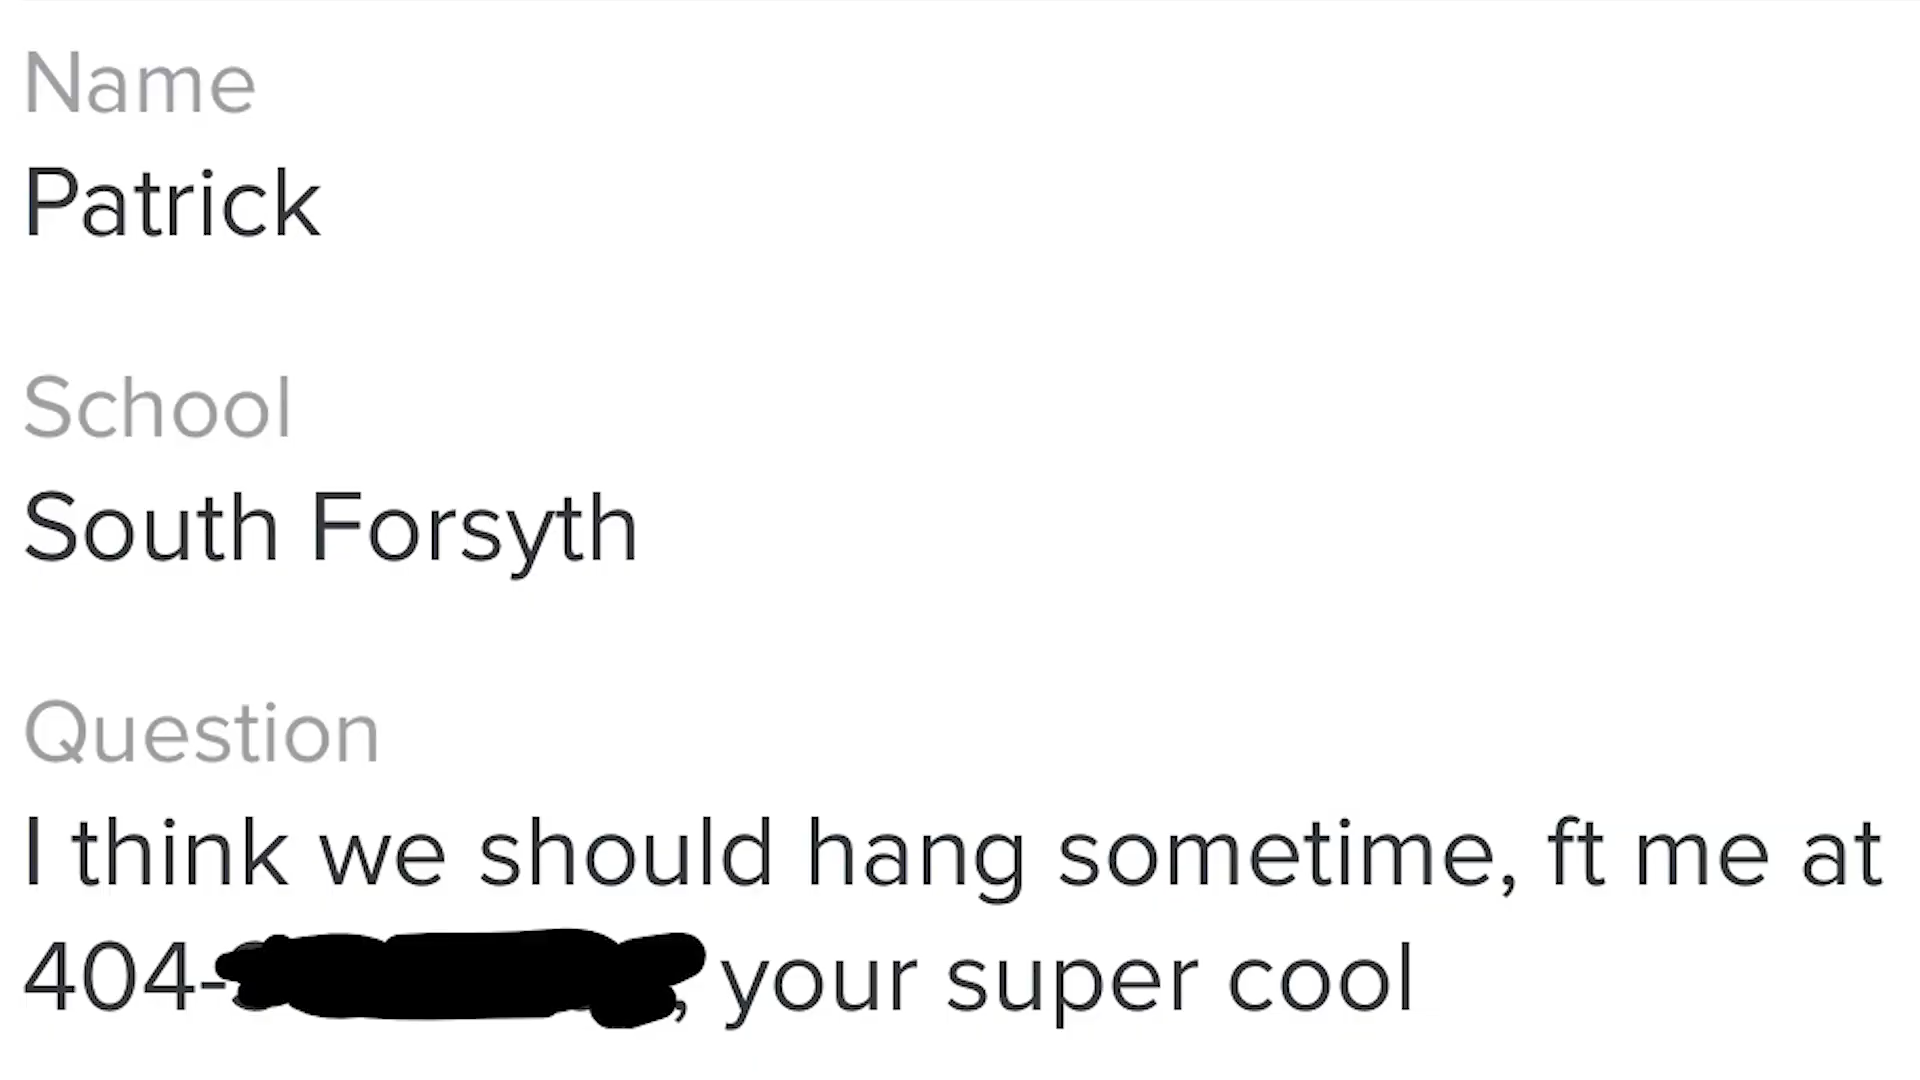 Name
Patrick
School
South Forsyth
Question
I think we should hang sometime, ft me at
404- , your super cool